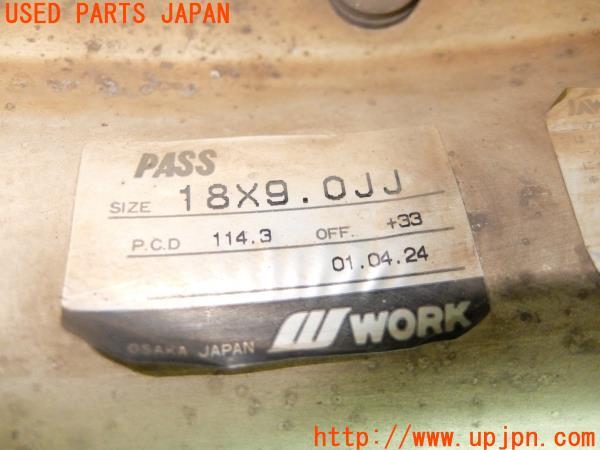 USED PARTS JAPAN
PASS
SIZE 18X9.0JJ
P.C.D 114.3 OFF. +33
01.04.24
OSAKA JAPAN WORK
http://www.upjpn.com/